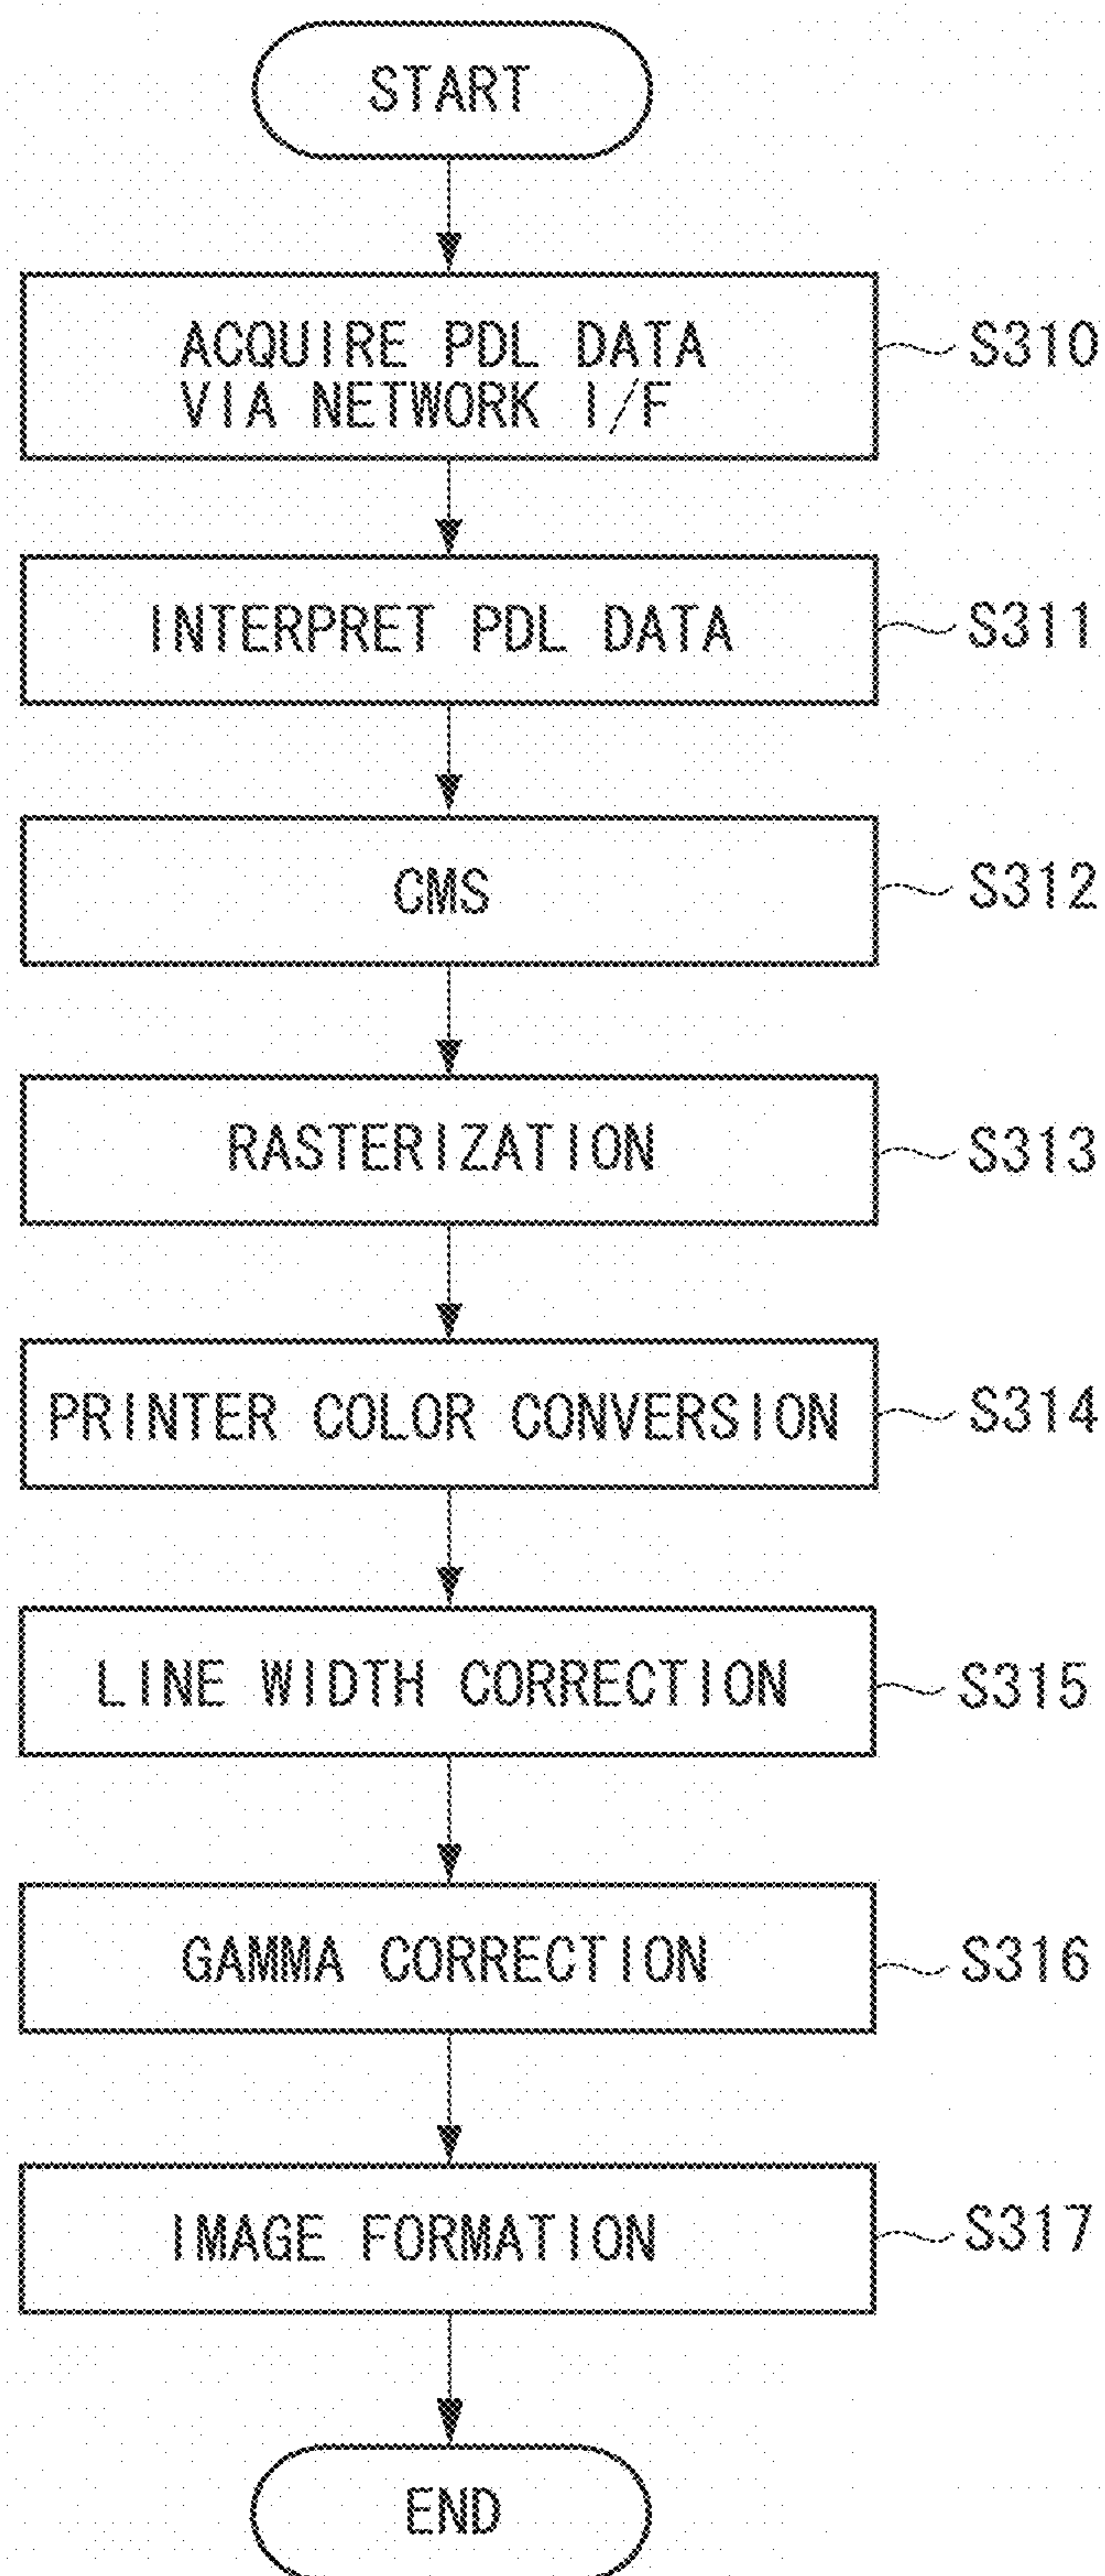 START
ACQUIRE PDL DATA
VIA NETWORK I/F
S310
INTERPRET PDL DATA
S311
CMS
S312
RASTERIZATION
S313
PRINTER COLOR CONVERSION
S314
LINE WIDTH CORRECTION
S315
GAMMA CORRECTION
S316
IMAGE FORMATION
S317
END